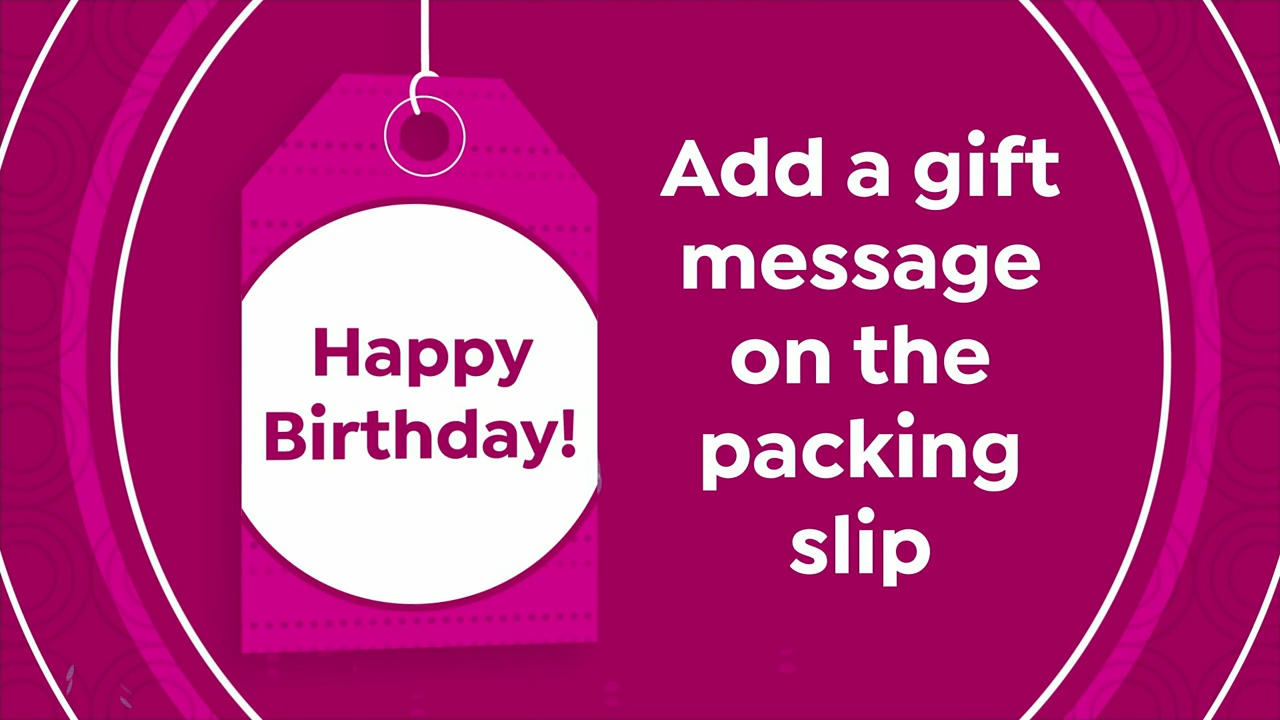 Happy
Birthday!
Add a gift
message
on the
packing
slip